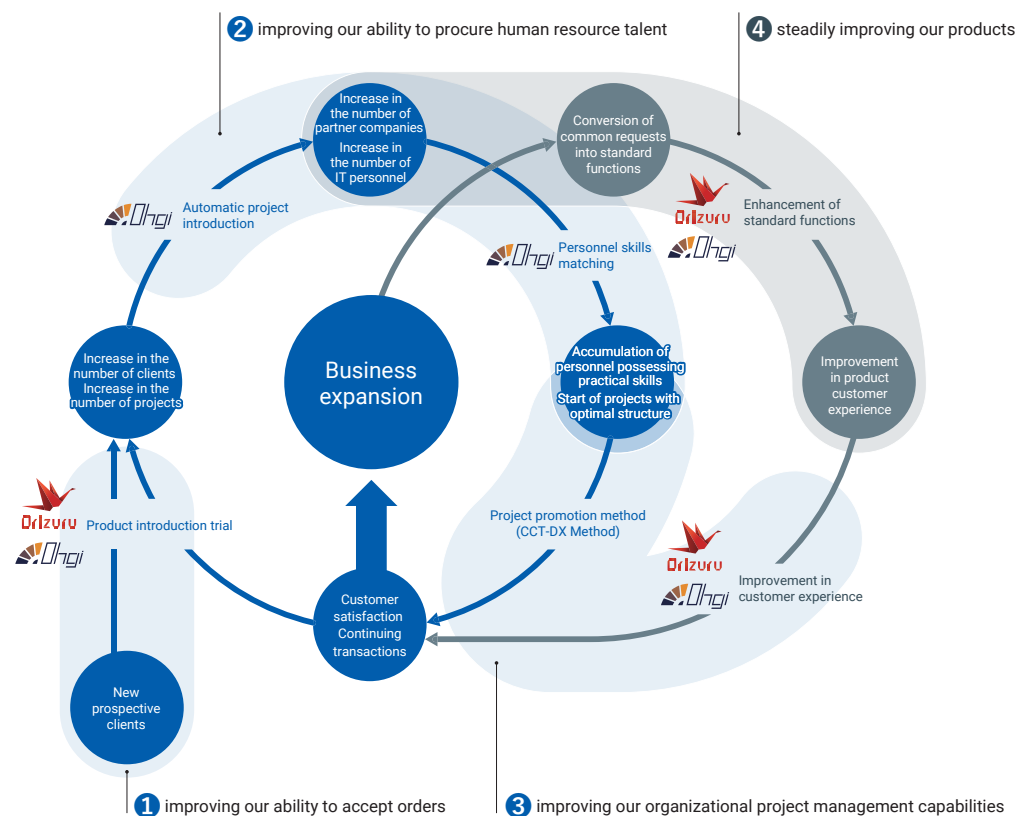 2 improving our ability to procure human resource talent
4 steadily improving our products
Increase in
the number of
partner companies
Increase in
the number of
IT personnel
Conversion of
common requests
into standard
functions
Ohgi
Automatic project
introduction
OrIzuru
Ohgi
Enhancement of
standard functions
Ohgi
Personnel skills
matching
Increase in the
number of clients
Increase in the
number of projects
Business
expansion
Accumulation of
personnel possessing
practical skills
Start of projects with
optimal structure
Improvement
in product
customer
experience
OrIzuru
Ohgi
Product introduction trial
Project promotion method
(CCT-DX Method)
OrIzuru
Ohgi
Improvement in
customer experience
Customer
satisfaction
Continuing
transactions
New
prospective
clients
1 improving our ability to accept orders
3 improving our organizational project management capabilities